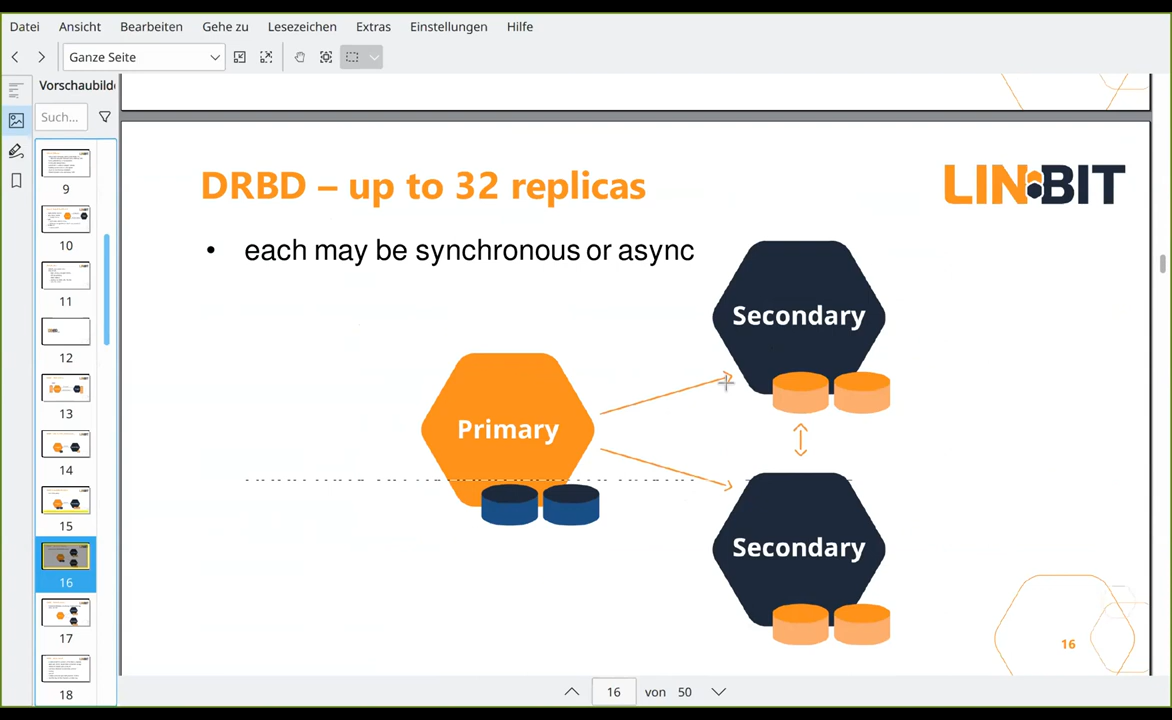 Datei Ansicht Bearbeiten Gehe zu Lesezeichen Extras Einstellungen Hilfe
Ganze Seite
Vorschaubild
Such...
9
10
11
12
13
14
15
16
17
18
DRBD – up to 32 replicas
LINBIT
• each may be synchronous or async
Secondary
Primary
Secondary
16
16 von 50